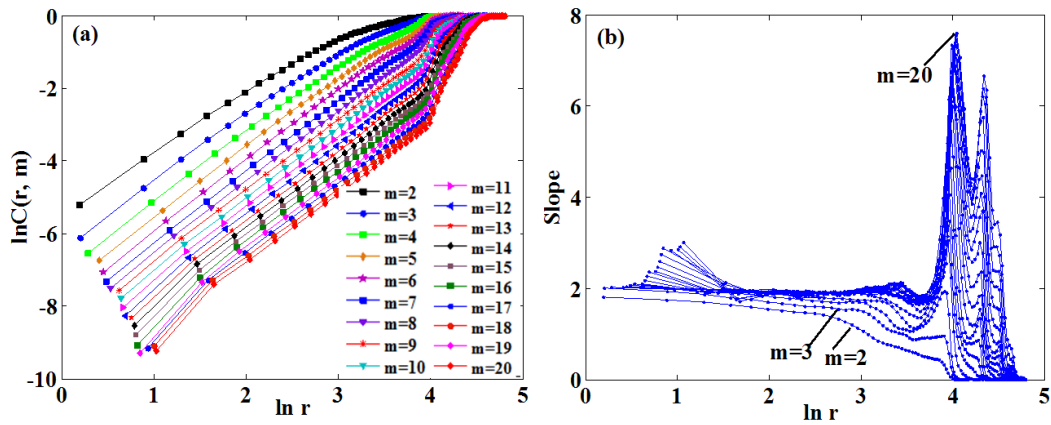 (a)
0
-2
-4
-6
-8
-10
lnC(r, m)
0 1 2 3 4 5
ln r
m=2
m=3
m=4
m=5
m=6
m=7
m=8
m=9
m=10
m=11
m=12
m=13
m=14
m=15
m=16
m=17
m=18
m=19
m=20
(b)
8
6
4
2
0
Slope
m=20
m=3
m=2
0 1 2 3 4 5
ln r